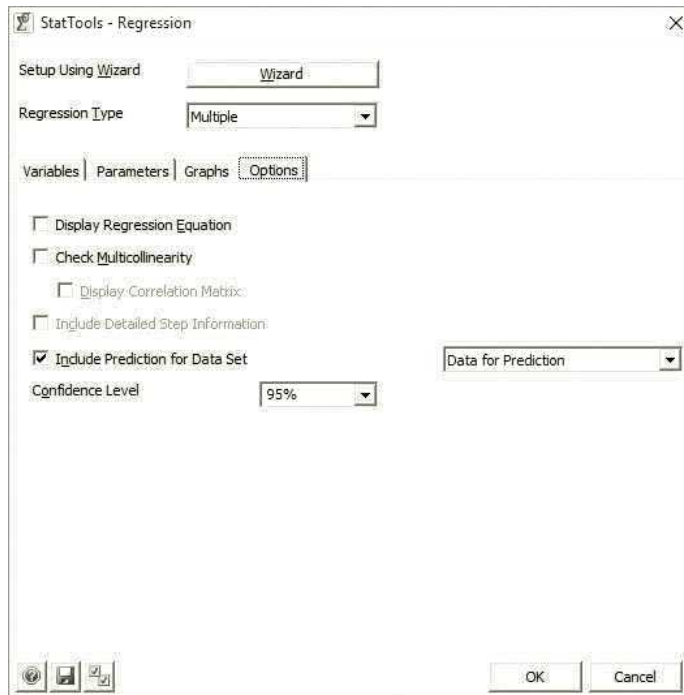 StatTools - Regression
Setup Using Wizard
Wizard
Regression Type
Multiple
Variables Parameters Graphs Options
Display Regression Equation
Check Multicollinearity
Display Correlation Matrix
Include Detailed Step Information
Include Prediction for Data Set
Data for Prediction
Confidence Level
95%
OK
Cancel